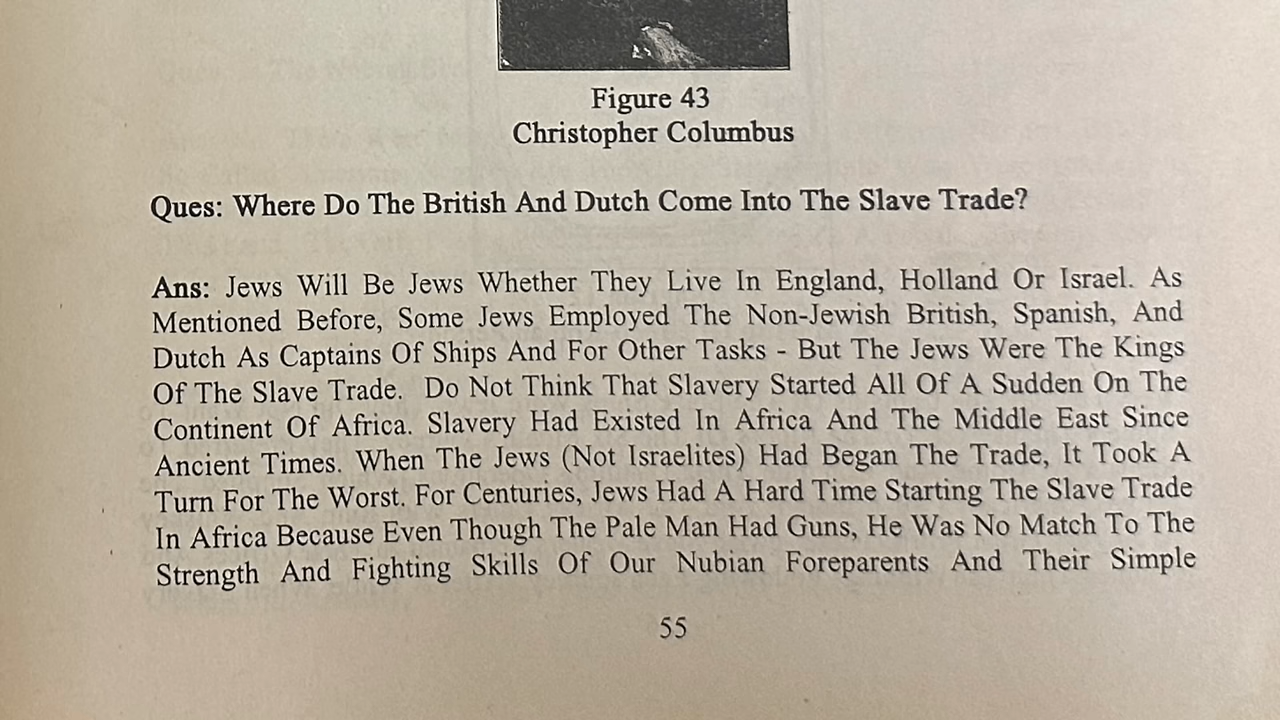 Figure 43
Christopher Columbus
Ques: Where Do The British And Dutch Come Into The Slave Trade?
Ans: Jews Will Be Jews Whether They Live In England, Holland Or Israel. As
Mentioned Before, Some Jews Employed The Non-Jewish British, Spanish, And
Dutch As Captains Of Ships And For Other Tasks - But The Jews Were The Kings
Of The Slave Trade. Do Not Think That Slavery Started All Of A Sudden On The
Continent Of Africa. Slavery Had Existed In Africa And The Middle East Since
Ancient Times. When The Jews (Not Israelites) Had Began The Trade, It Took A
Turn For The Worst. For Centuries, Jews Had A Hard Time Starting The Slave Trade
In Africa Because Even Though The Pale Man Had Guns, He Was No Match To The
Strength And Fighting Skills Of Our Nubian Foreparents And Their Simple
55